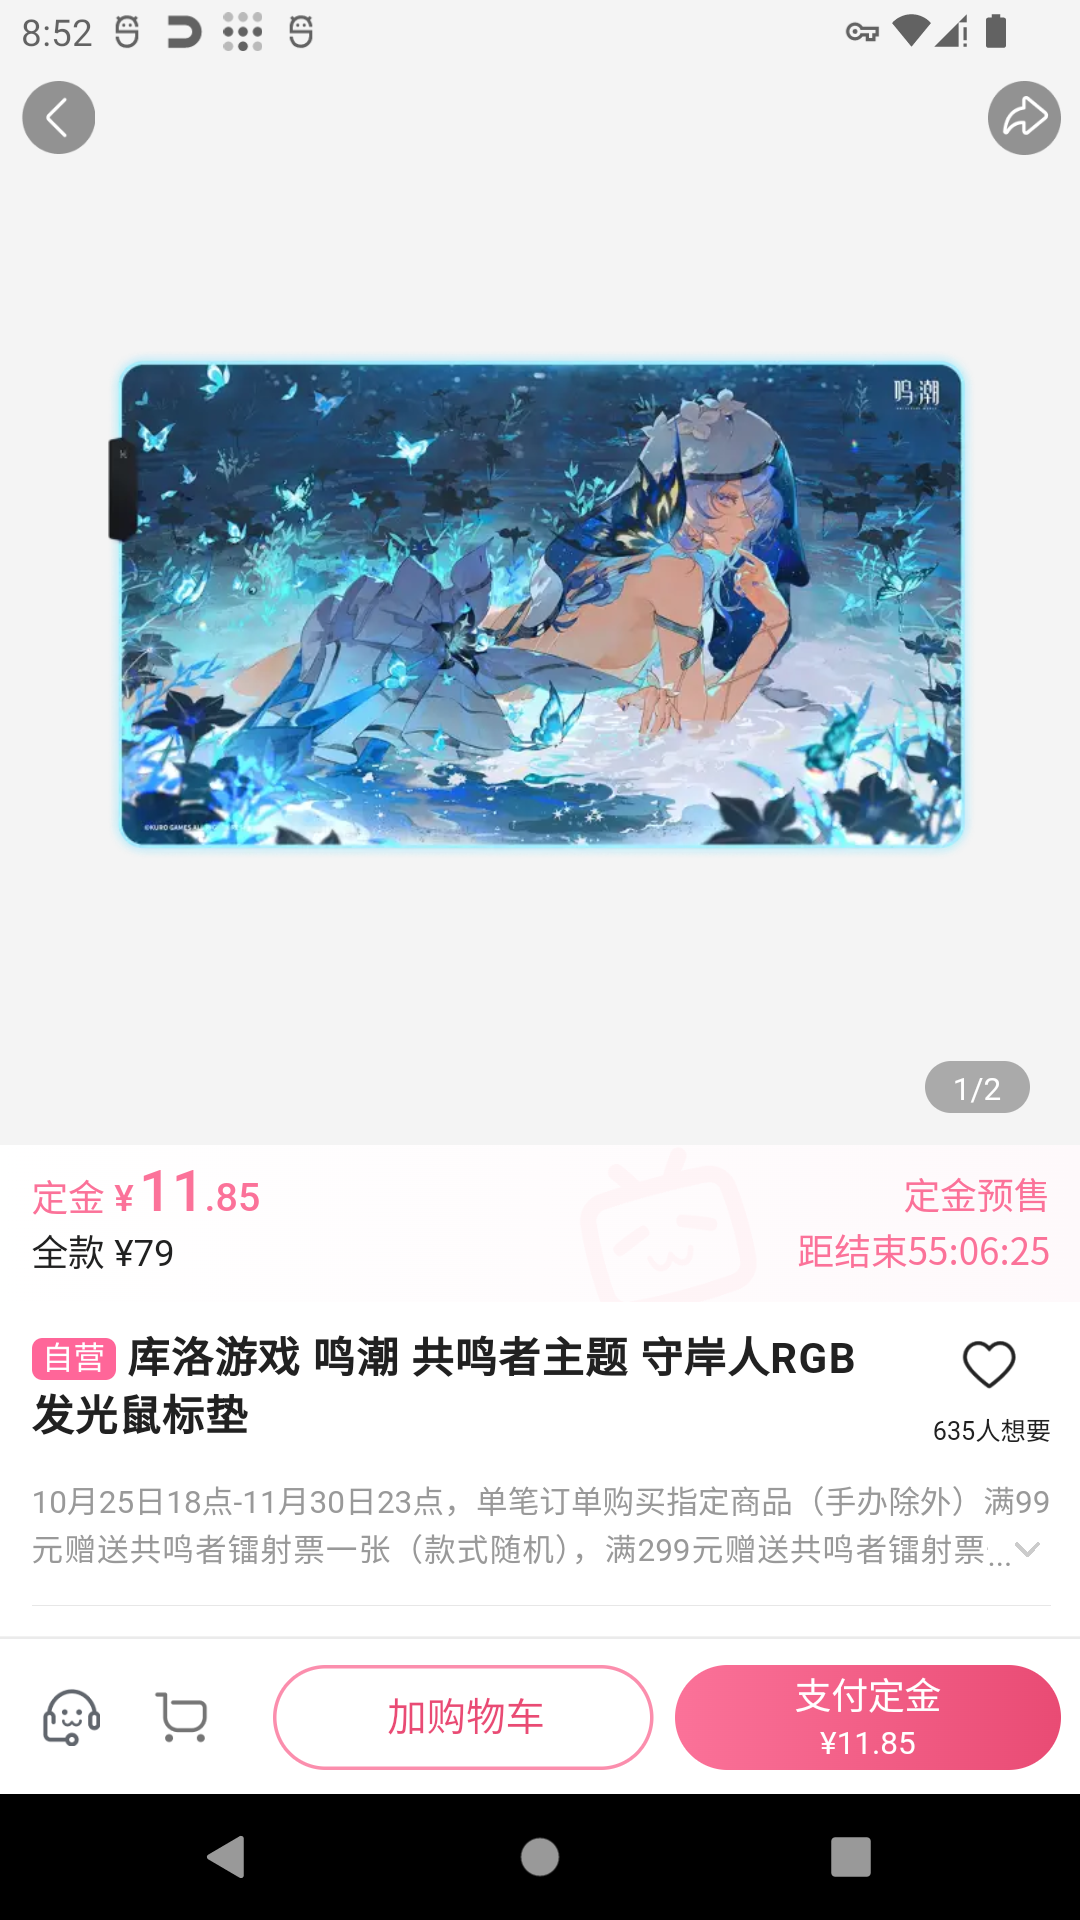 8:52
鸣潮
1/2
定金 ¥11.85
定金预售
全款 ¥79
距结束55:06:25
自营 库洛游戏 鸣潮 共鸣者主题 守岸人RGB
发光鼠标垫
635人想要
10月25日18点-11月30日23点，单笔订单购买指定商品（手办除外）满99
元赠送共鸣者镭射票一张（款式随机），满299元赠送共鸣者镭射票...
加购物车
支付定金
¥11.85